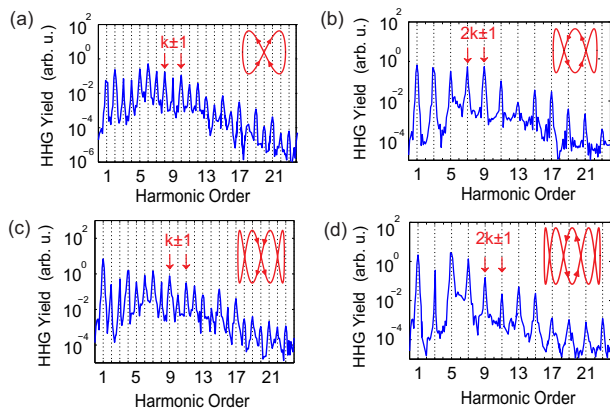 (a)
HHG Yield (arb. u.)
10^2
10^0
10^-2
10^-4
10^-6
k±1
1 5 9 13 17 21
Harmonic Order
(b)
HHG Yield (arb. u.)
10^2
10^0
10^-2
10^-4
2k±1
1 5 9 13 17 21
Harmonic Order
(c)
HHG Yield (arb. u.)
10^2
10^0
10^-2
10^-4
k±1
1 5 9 13 17 21
Harmonic Order
(d)
HHG Yield (arb. u.)
10^2
10^0
10^-2
10^-4
2k±1
1 5 9 13 17 21
Harmonic Order